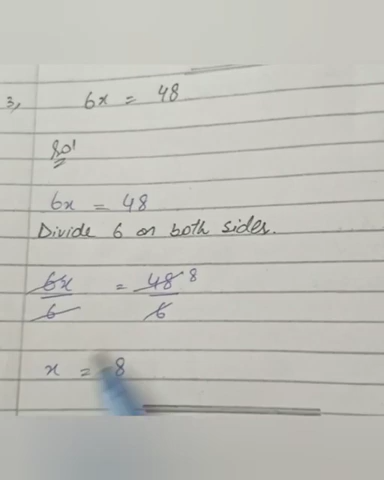 3, 6x = 48
Sol
6x = 48
Divide 6 on both sides.
6x/6 = 48/6 8
x = 8